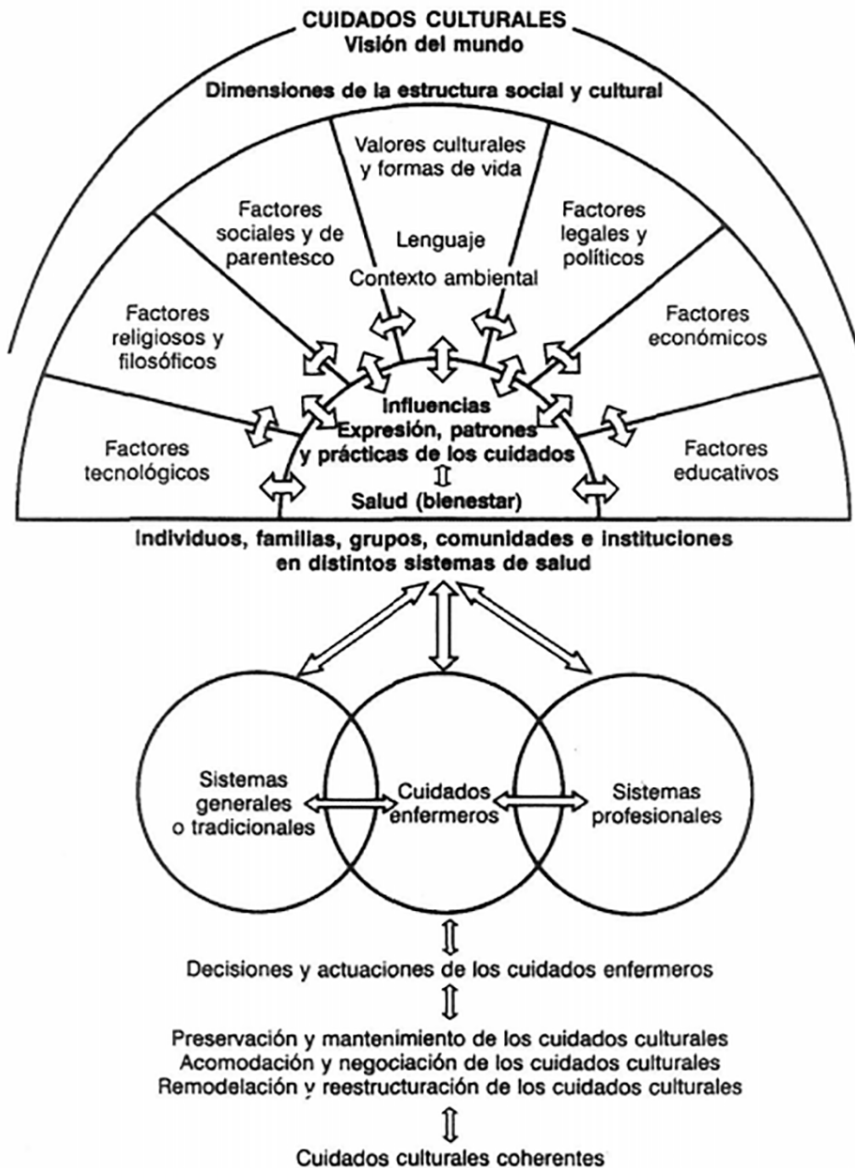 CUIDADOS CULTURALES
Visión del mundo
Dimensiones de la estructura social y cultural
Valores culturales
y formas de vida
Lenguaje
Contexto ambiental
Factores
sociales y de
parentesco
Factores
legales y
políticos
Factores
religiosos y
filosóficos
Factores
económicos
Factores
tecnológicos
Factores
educativos
Influencias
Expresión, patrones
y prácticas de los cuidados
Salud (bienestar)
Individuos, familias, grupos, comunidades e instituciones
en distintos sistemas de salud
Sistemas
generales
o tradicionales
Cuidados
enfermeros
Sistemas
profesionales
Decisiones y actuaciones de los cuidados enfermeros
Preservación y mantenimiento de los cuidados culturales
Acomodación y negociación de los cuidados culturales
Remodelación y reestructuración de los cuidados culturales
Cuidados culturales coherentes